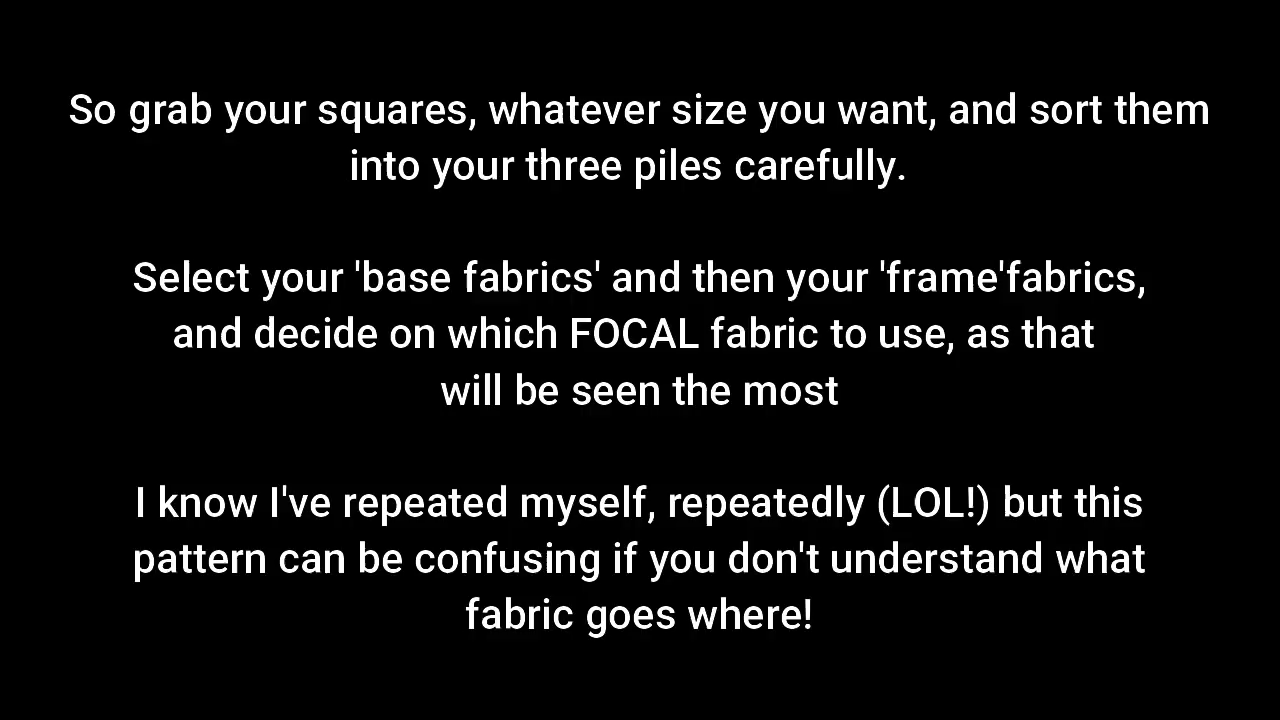 So grab your squares, whatever size you want, and sort them
into your three piles carefully.
Select your 'base fabrics' and then your 'frame'fabrics,
and decide on which FOCAL fabric to use, as that
will be seen the most
I know I've repeated myself, repeatedly (LOL!) but this
pattern can be confusing if you don't understand what
fabric goes where!